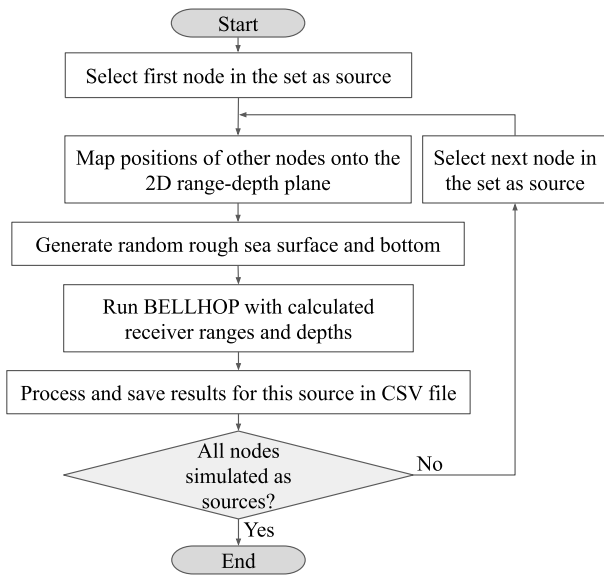 Start
Select first node in the set as source
Map positions of other nodes onto the
2D range-depth plane
Select next node in
the set as source
Generate random rough sea surface and bottom
Run BELLHOP with calculated
receiver ranges and depths
Process and save results for this source in CSV file
All nodes
simulated as
sources?
No
Yes
End